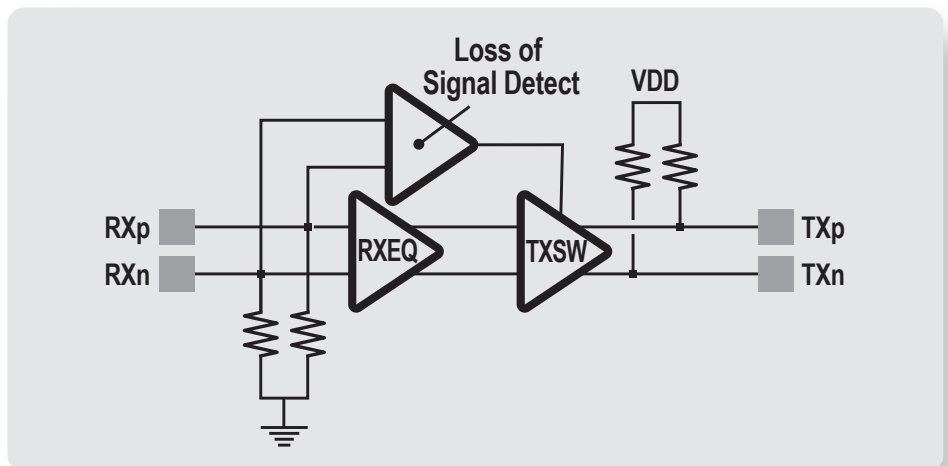 Loss of
Signal Detect
VDD
RXp
RXEQ
TXSW
TXp
RXn
TXn